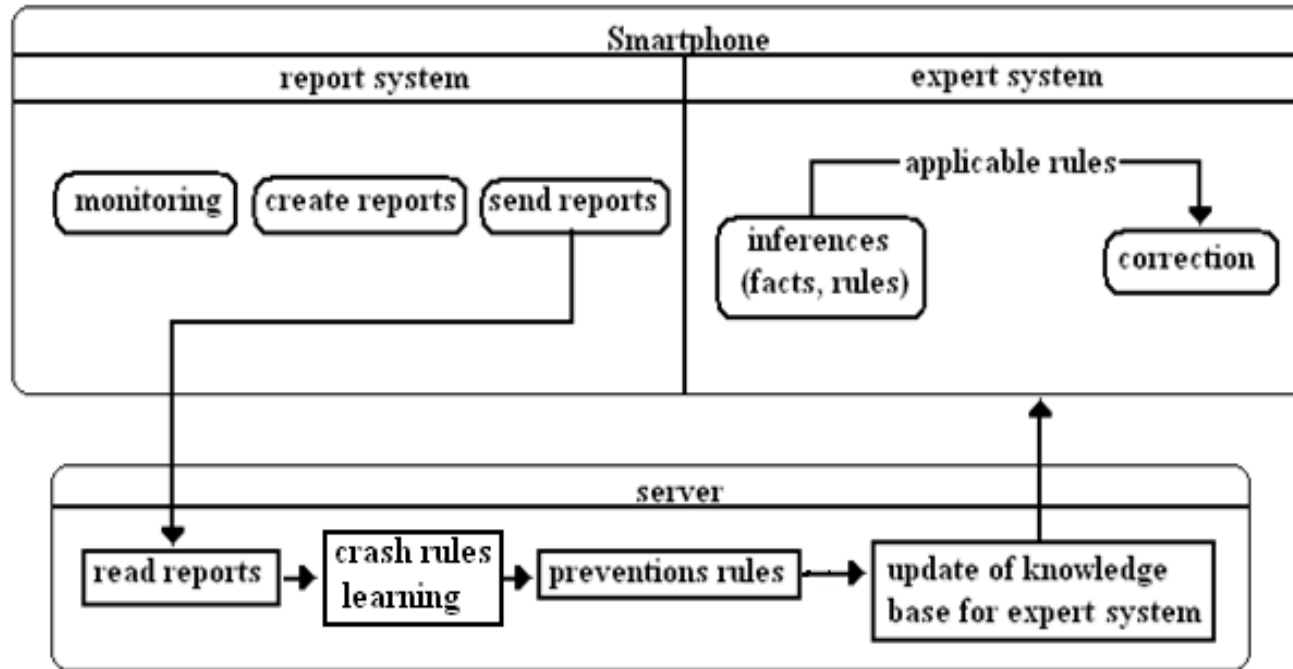 Smartphone
report system
expert system
applicable rules
monitoring
create reports
send reports
inferences
(facts, rules)
correction
server
read reports
crash rules
learning
preventions rules
update of knowledge
base for expert system